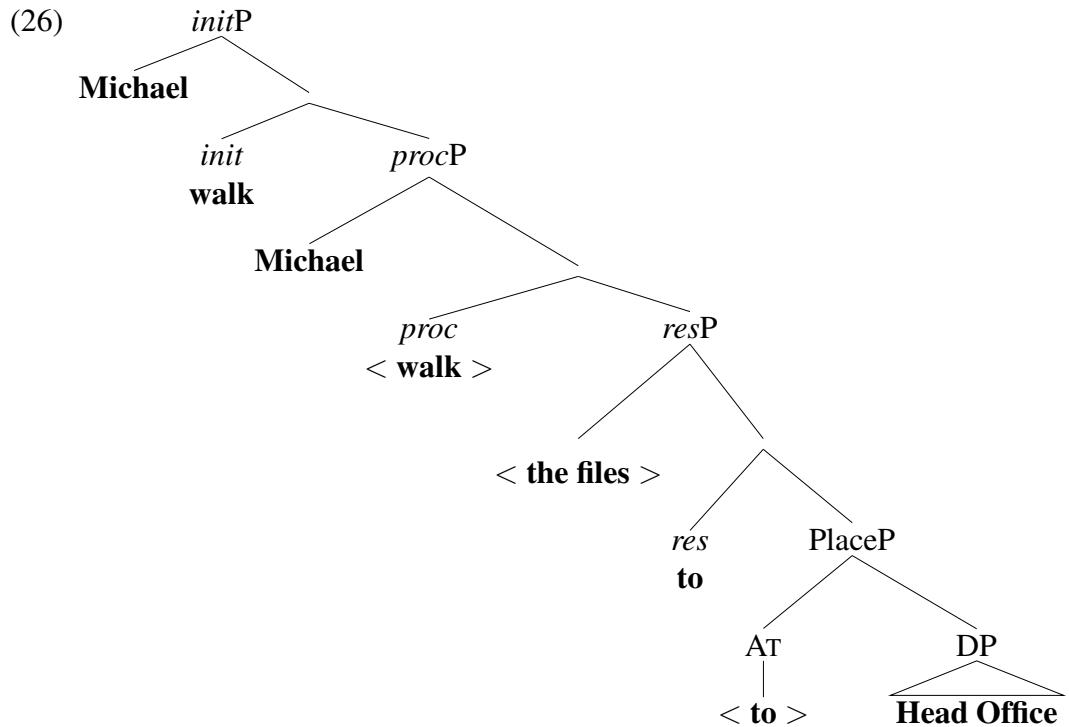 (26) initP
Michael
init procP
walk
Michael
proc resP
< walk >
< the files >
res PlaceP
to
AT DP
< to > Head Office